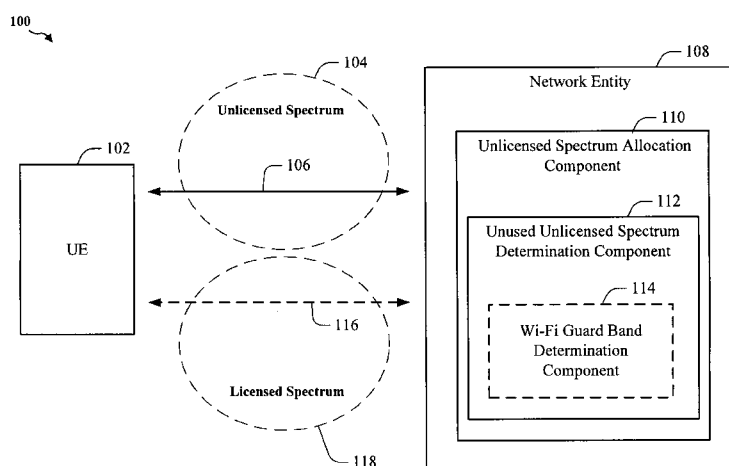 100
104
108
Network Entity
Unlicensed Spectrum
110
Unlicensed Spectrum Allocation
Component
102
106
112
Unused Unlicensed Spectrum
Determination Component
UE
114
Wi-Fi Guard Band
Determination
Component
116
Licensed Spectrum
118